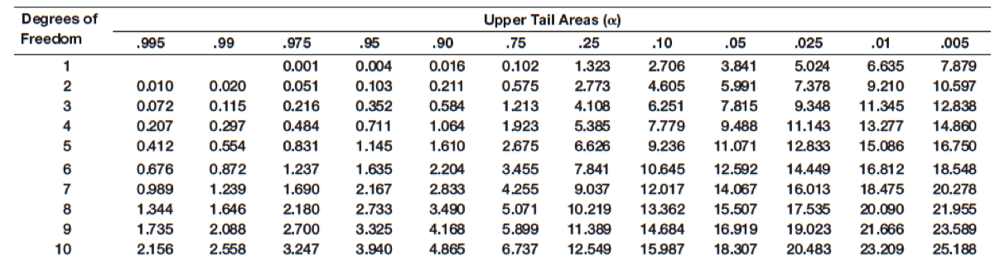 Degrees of Freedom Upper Tail Areas (α)
.995 .99 .975 .95 .90 .75 .25 .10 .05 .025 .01 .005
1 0.001 0.004 0.016 0.102 1.323 2.706 3.841 5.024 6.635 7.879
2 0.010 0.020 0.051 0.103 0.211 0.575 2.773 4.605 5.991 7.378 9.210 10.597
3 0.072 0.115 0.216 0.352 0.584 1.213 4.108 6.251 7.815 9.348 11.345 12.838
4 0.207 0.297 0.484 0.711 1.064 1.923 5.385 7.779 9.488 11.143 13.277 14.860
5 0.412 0.554 0.831 1.145 1.610 2.675 6.626 9.236 11.071 12.833 15.086 16.750
6 0.676 0.872 1.237 1.635 2.204 3.455 7.841 10.645 12.592 14.449 16.812 18.548
7 0.989 1.239 1.690 2.167 2.833 4.255 9.037 12.017 14.067 16.013 18.475 20.278
8 1.344 1.646 2.180 2.733 3.490 5.071 10.219 13.362 15.507 17.535 20.090 21.955
9 1.735 2.088 2.700 3.325 4.168 5.899 11.389 14.684 16.919 19.023 21.666 23.589
10 2.156 2.558 3.247 3.940 4.865 6.737 12.549 15.987 18.307 20.483 23.209 25.188